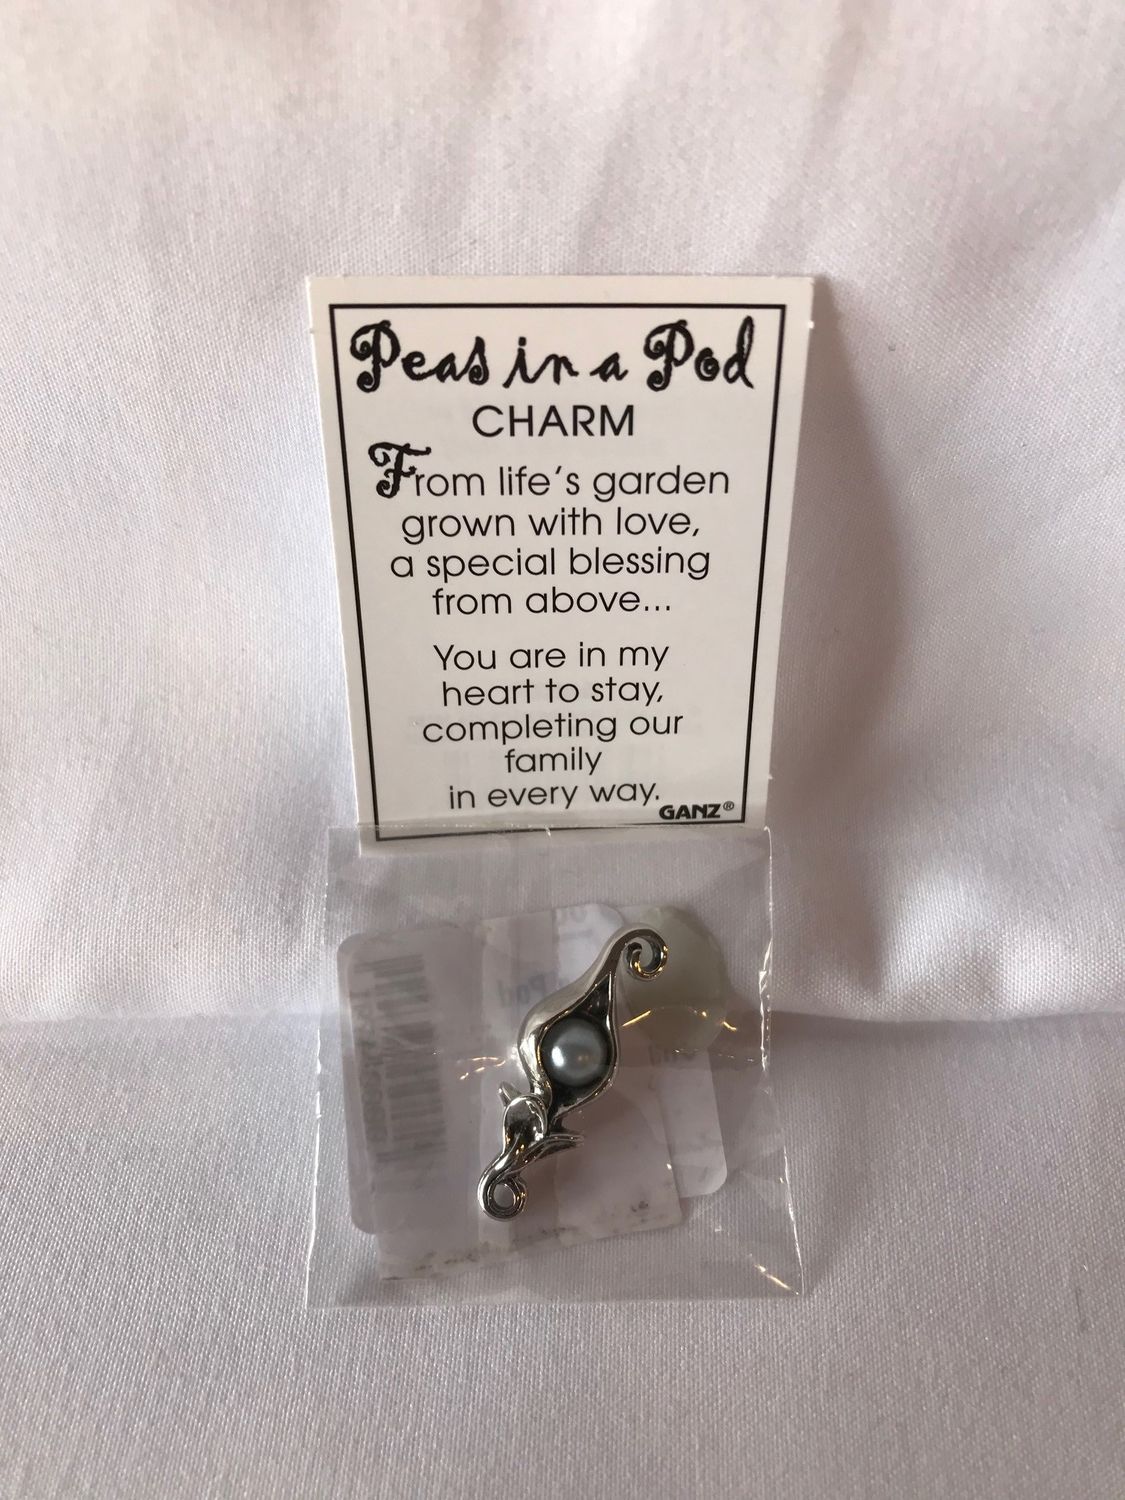 Peas in a Pod
CHARM
From life's garden
grown with love,
a special blessing
from above...
You are in my
heart to stay,
completing our
family
in every way.
GANZ®